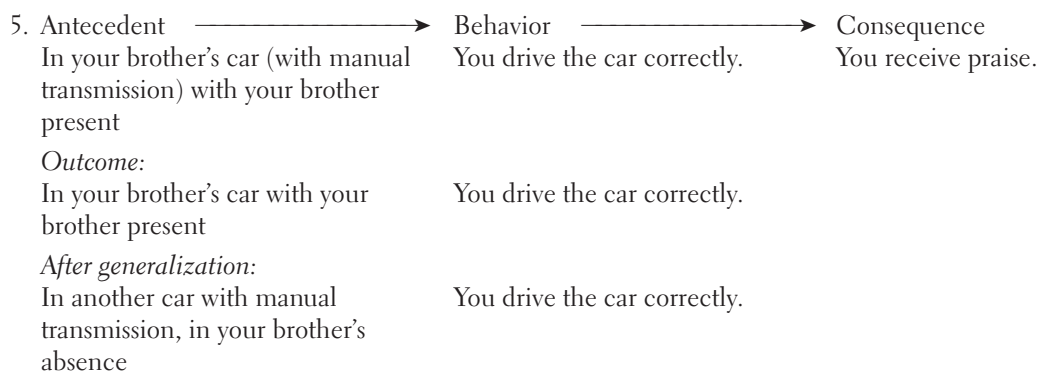 5. Antecedent → Behavior → Consequence
In your brother’s car (with manual You drive the car correctly. You receive praise.
transmission) with your brother
present
Outcome:
In your brother’s car with your You drive the car correctly.
brother present
After generalization:
In another car with manual You drive the car correctly.
transmission, in your brother’s
absence